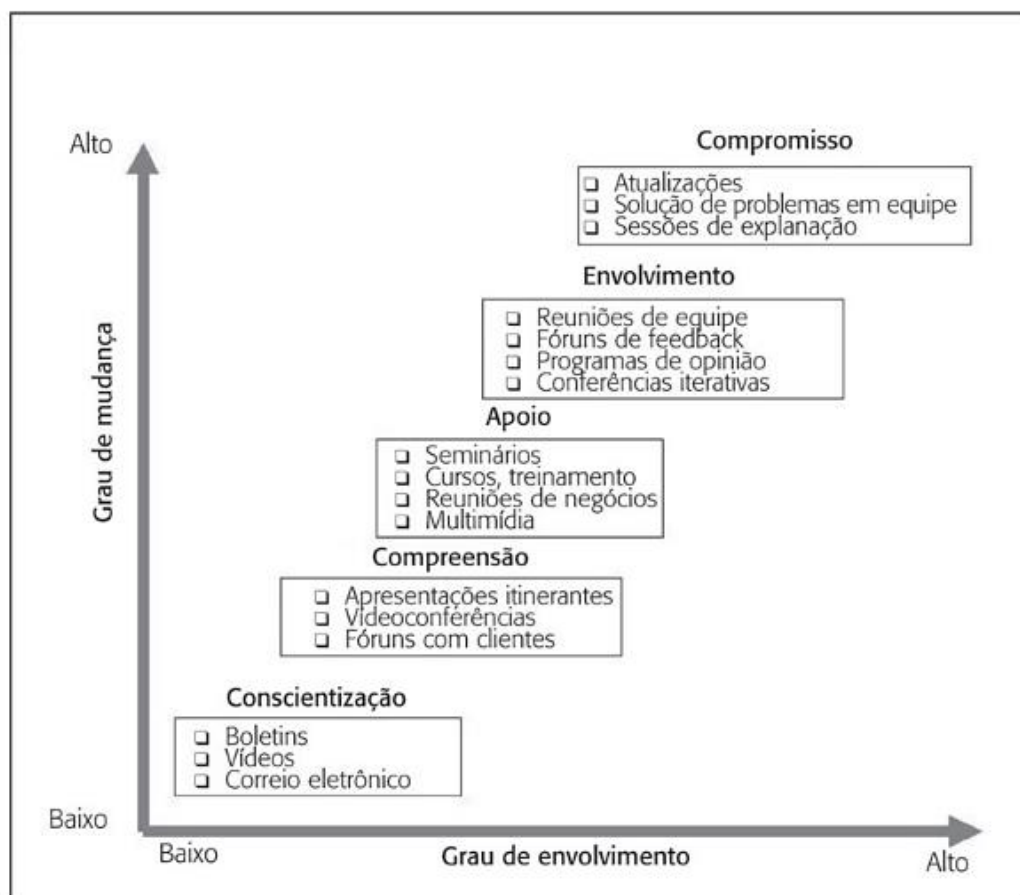 Alto
Compromisso
❑ Atualizações
❑ Solução de problemas em equipe
❑ Sessões de explanação
Envolvimento
❑ Reuniões de equipe
❑ Fóruns de feedback
❑ Programas de opinião
❑ Conferências iterativas
Grau de mudança
Apoio
❑ Seminários
❑ Cursos, treinamento
❑ Reuniões de negócios
❑ Multimídia
Compreensão
❑ Apresentações itinerantes
❑ Videoconferências
❑ Fóruns com clientes
Conscientização
❑ Boletins
❑ Vídeos
❑ Correio eletrônico
Baixo
Baixo
Grau de envolvimento
Alto